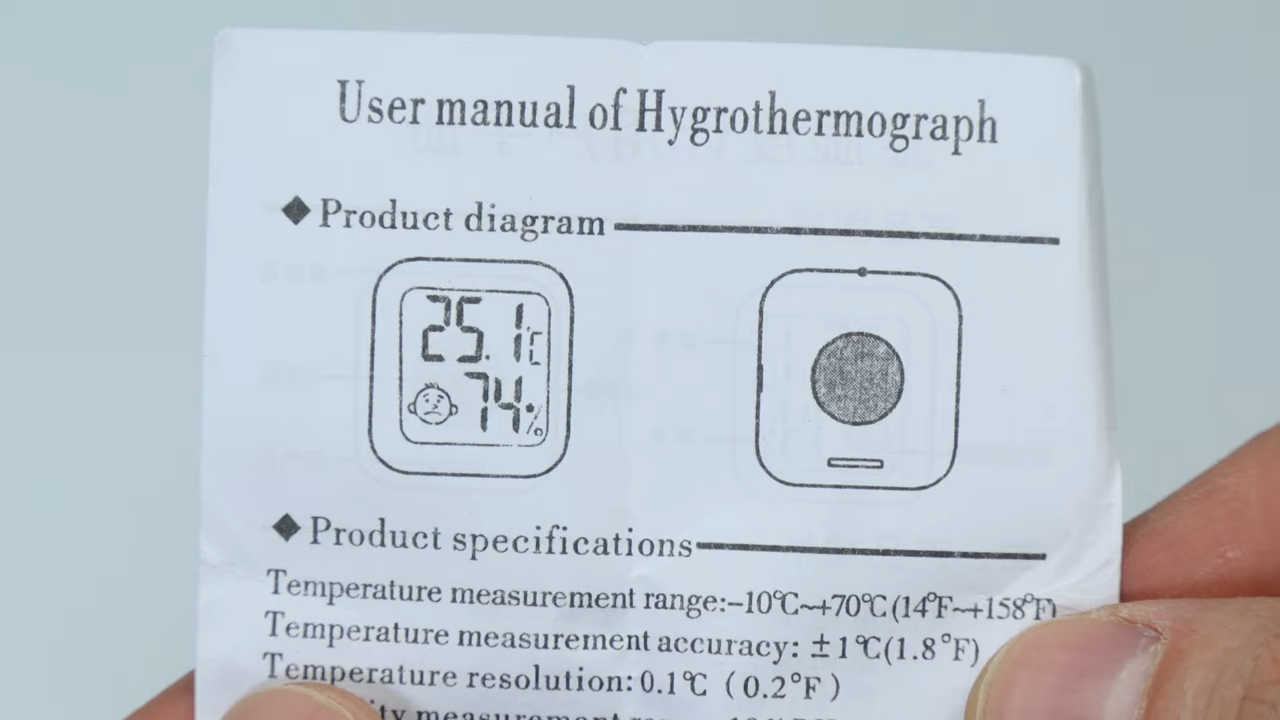 User manual of Hygrothermograph
◆Product diagram
25.1℃
74%
◆Product specifications
Temperature measurement range:-10℃~+70℃(14℉~+158℉)
Temperature measurement accuracy: ±1℃(1.8°F)
Temperature resolution: 0.1℃ (0.2°F)
measurement